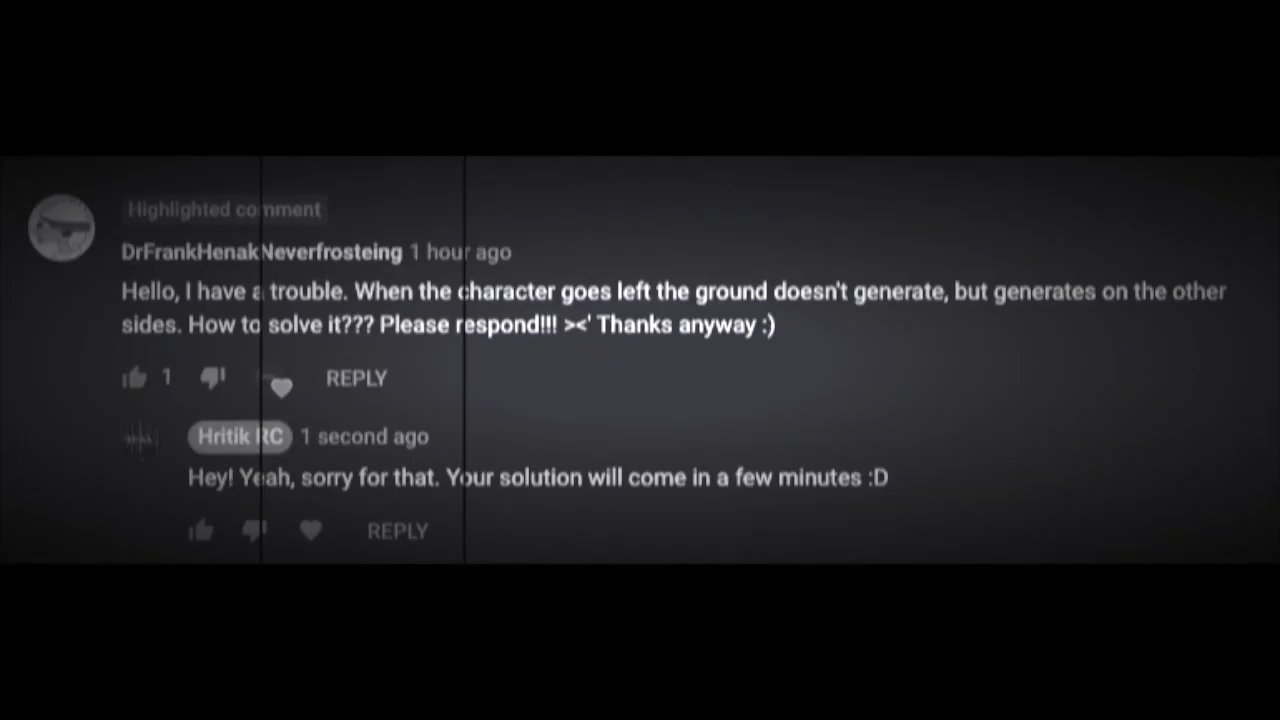 Highlighted comment
DrFrankHenakNeverfrosteing 1 hour ago
Hello, I have a trouble. When the character goes left the ground doesn't generate, but generates on the other
sides. How to solve it??? Please respond!!! ><' Thanks anyway :)
1 REPLY
Hritik RC 1 second ago
Hey! Yeah, sorry for that. Your solution will come in a few minutes :D
REPLY